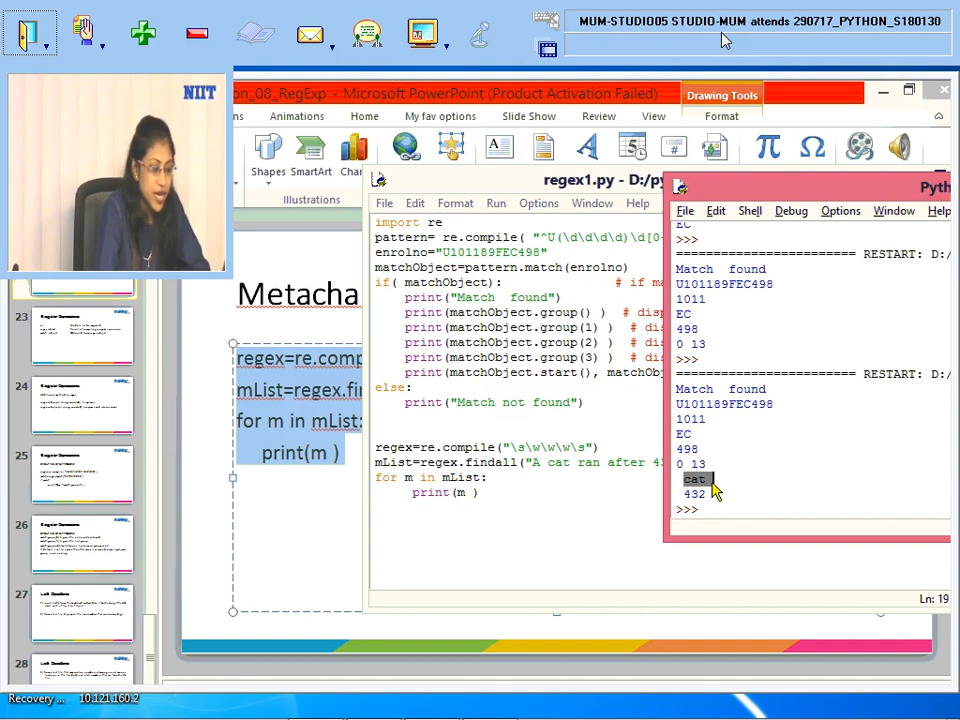 MUM-STUDIO05 STUDIO-MUM attends 290717_PYTHON_S180130
NIIT
on_08_RegExp - Microsoft PowerPoint (Product Activation Failed)
Drawing Tools
ns Animations Home My fav options Slide Show Review View Format
Shapes SmartArt Char
Illustrations
regex1.py - D:/py
File Edit Format Run Options Window Help
import re
pattern= re.compile( "^U(\d\d\d\d)\d[0-
enrolno="U101189FEC498"
matchObject=pattern.match(enrolno)
if( matchObject): # if ma
print("Match found")
print(matchObject.group() ) # disp
print(matchObject.group(1) ) # dis
print(matchObject.group(2) ) # dis
print(matchObject.group(3) ) # dis
print(matchObject.start(), matchObj
else:
print("Match not found")
regex=re.compile("\s\w\w\w\s")
mList=regex.findall("A cat ran after 43
for m in mList:
print(m )
Ln: 19
Pyth
File Edit Shell Debug Options Window Help
EC
>>>
======================= RESTART: D:/
Match found
U101189FEC498
1011
EC
498
0 13
>>>
======================= RESTART: D:/
Match found
U101189FEC498
1011
EC
498
0 13
cat
432
>>>
Metacha
regex=re.comp
mList=regex.fin
for m in mList:
print(m )
23
24
25
26
27
28
Recovery ... 10.121.160.2